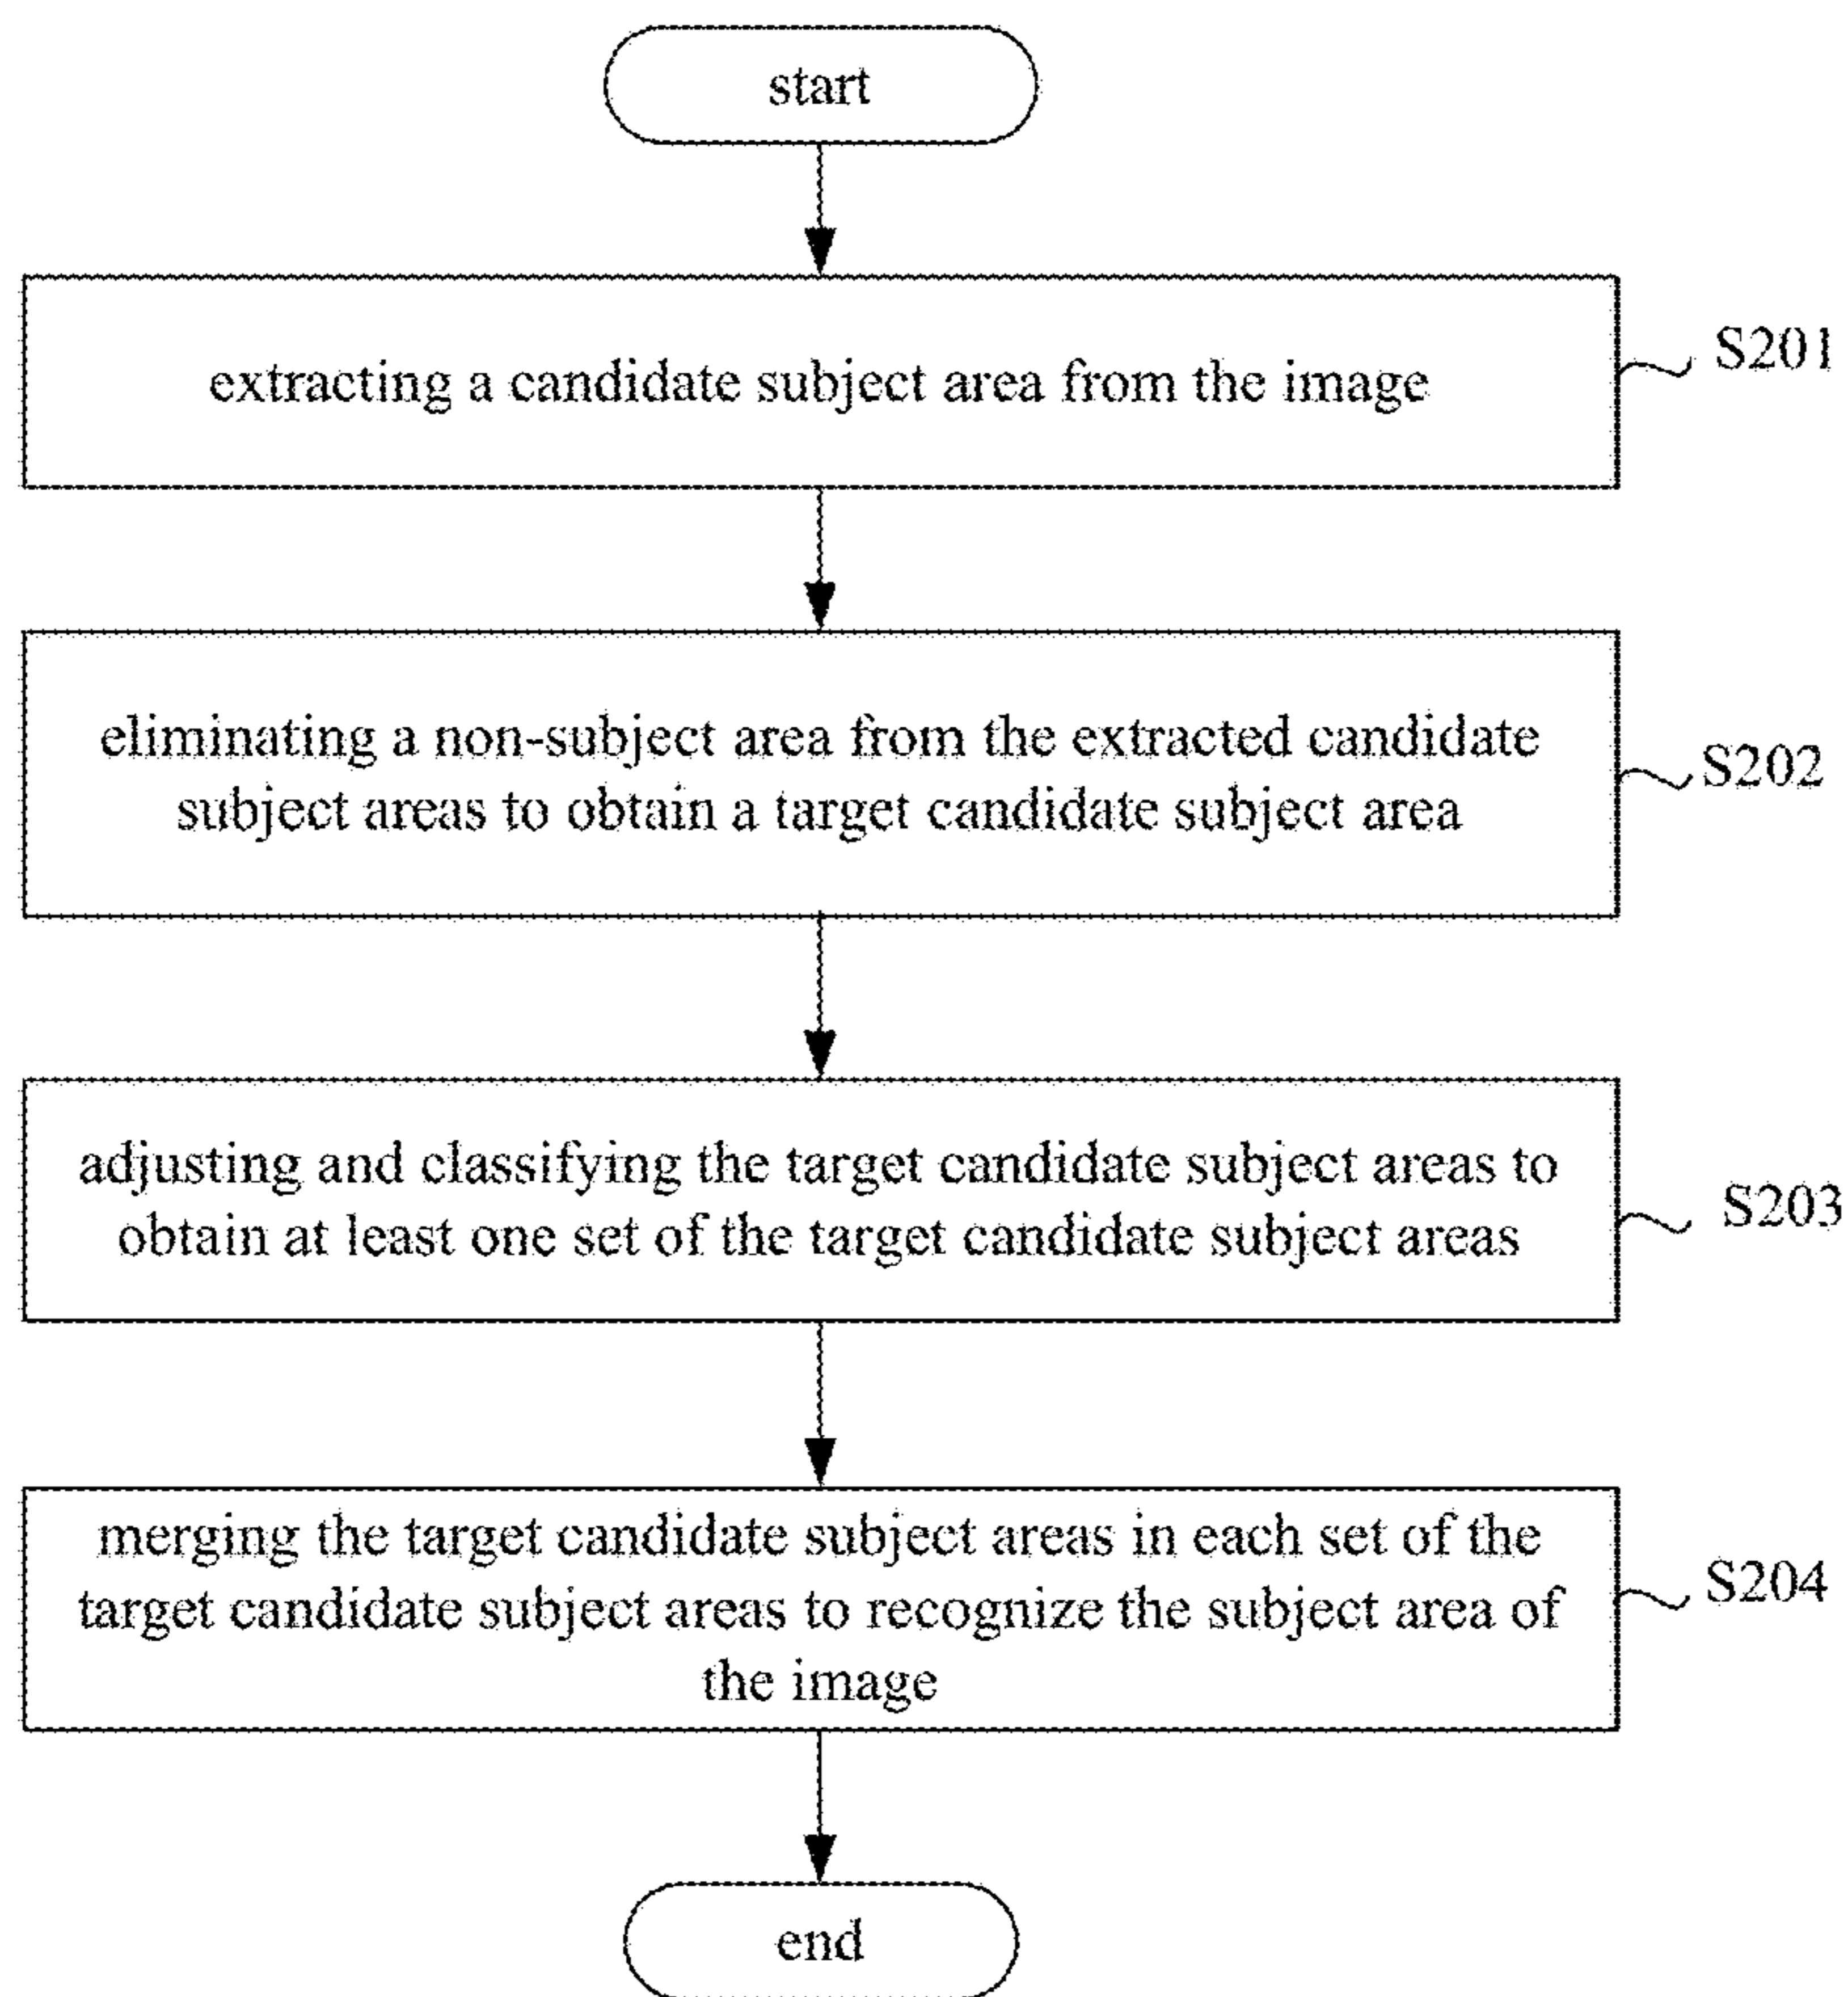 start
extracting a candidate subject area from the image
S201
eliminating a non-subject area from the extracted candidate
subject areas to obtain a target candidate subject area
S202
adjusting and classifying the target candidate subject areas to
obtain at least one set of the target candidate subject areas
S203
merging the target candidate subject areas in each set of the
target candidate subject areas to recognize the subject area of
the image
S204
end